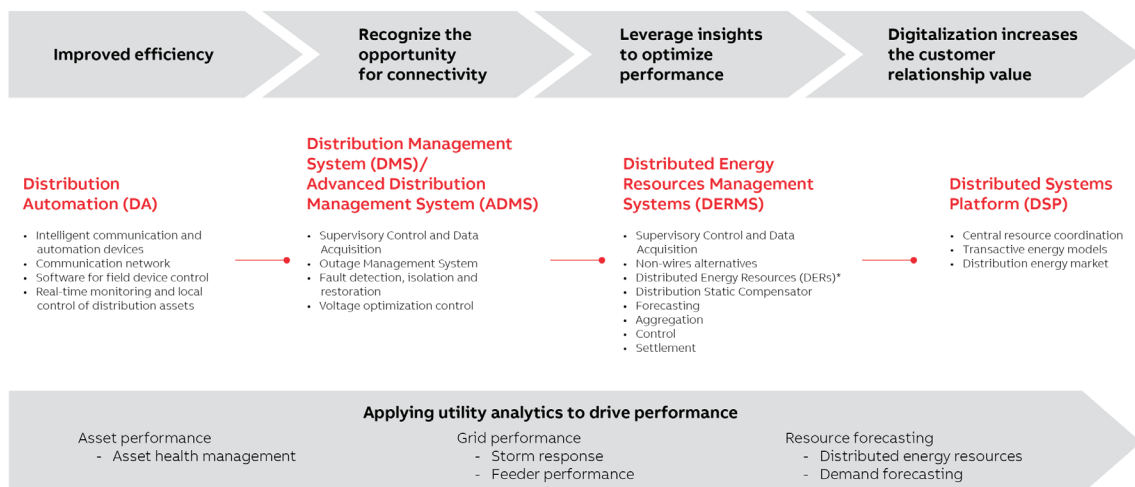 Improved efficiency
Recognize the
opportunity
for connectivity
Leverage insights
to optimize
performance
Digitalization increases
the customer
relationship value
Distribution
Automation (DA)
• Intelligent communication and
automation devices
• Communication network
• Software for field device control
• Real-time monitoring and local
control of distribution assets
Distribution Management
System (DMS)/
Advanced Distribution
Management System (ADMS)
• Supervisory Control and Data
Acquisition
• Outage Management System
• Fault detection, isolation and
restoration
• Voltage optimization control
Distributed Energy
Resources Management
Systems (DERMS)
• Supervisory Control and Data
Acquisition
• Non-wires alternatives
• Distributed Energy Resources (DERs)*
• Distribution Static Compensator
• Forecasting
• Aggregation
• Control
• Settlement
Distributed Systems
Platform (DSP)
• Central resource coordination
• Transactive energy models
• Distribution energy market
Applying utility analytics to drive performance
Asset performance
- Asset health management
Grid performance
- Storm response
- Feeder performance
Resource forecasting
- Distributed energy resources
- Demand forecasting